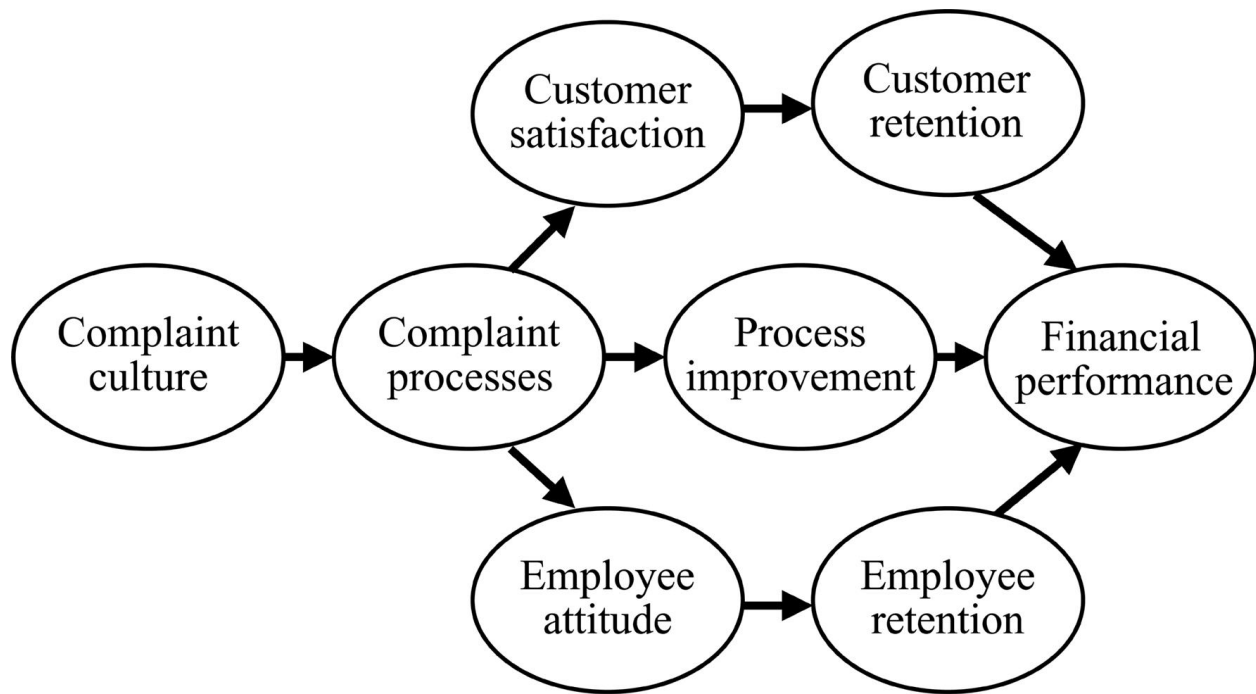 Customer
satisfaction
Customer
retention
Complaint
culture
Complaint
processes
Process
improvement
Financial
performance
Employee
attitude
Employee
retention